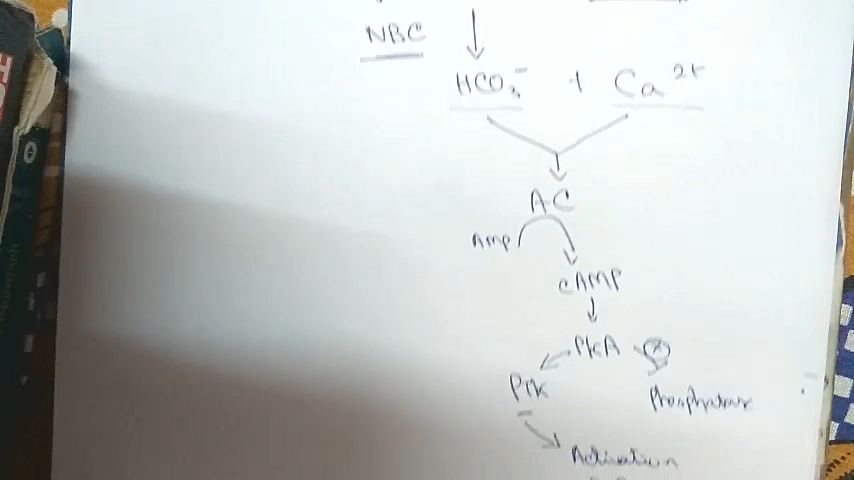 NBC
HCO₃⁻ + Ca²⁺
AC
Amp
cAMP
PKA
PTK
Phosphatase
Activation